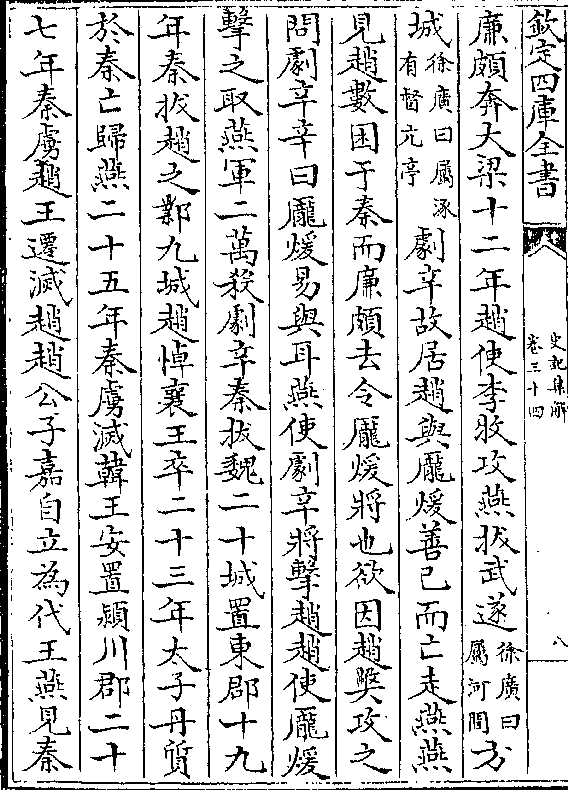 欽定四庫全書
史記集解
卷三十四
八
廉頗奔大梁十二年趙使李牧攻燕拔武遂徐廣曰屬河間方
城徐廣曰屬涿有督亢亭劇辛故居趙與龐煖善已而亡走燕燕
見趙數困于秦而廉頗去令龐煖將也欲因趙獘攻之
問劇辛辛曰龐煖易與耳燕使劇辛將擊趙趙使龐煖
擊之取燕軍二萬殺劇辛秦拔魏二十城置東郡十九
年秦拔趙之鄴九城趙悼襄王卒二十三年太子丹質
於秦亡歸燕二十五年秦虜滅韓王安置潁川郡二十
七年秦虜趙王遷滅趙趙公子嘉自立為代王燕見秦